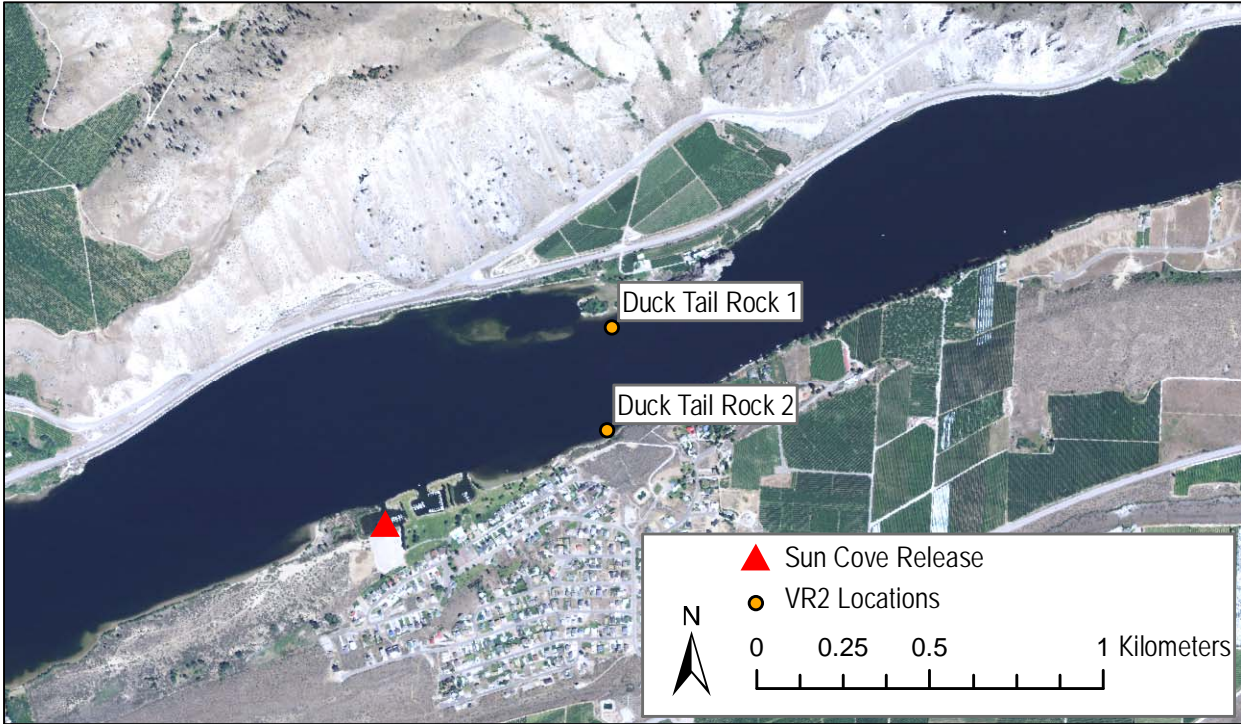 Duck Tail Rock 1
Duck Tail Rock 2
Sun Cove Release
VR2 Locations
N
0 0.25 0.5 1 Kilometers